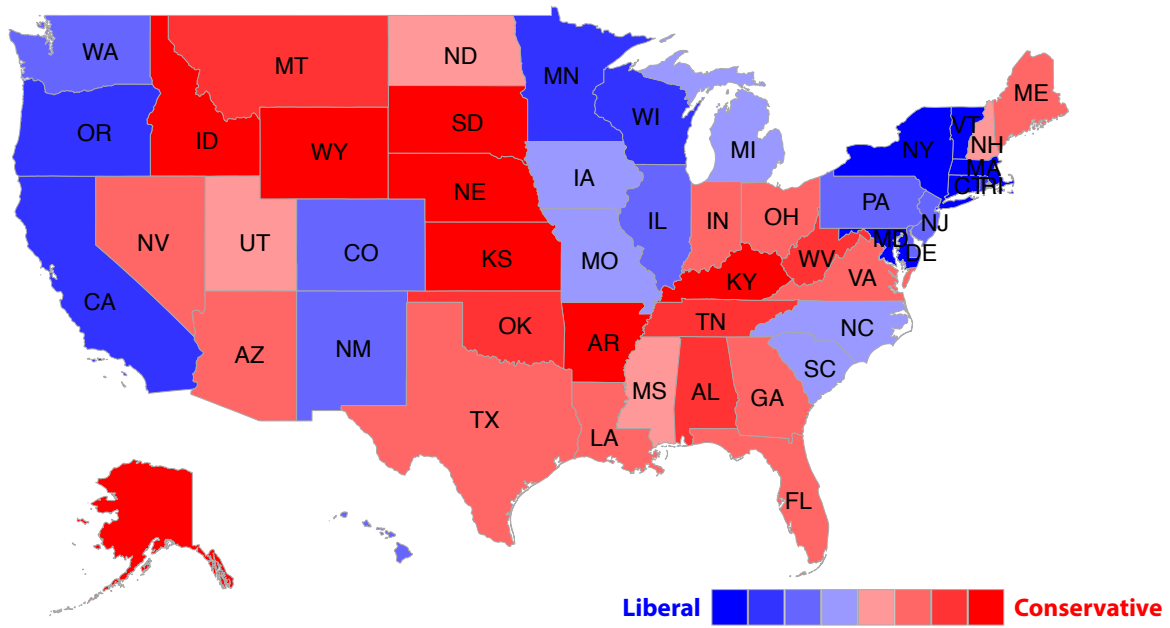 WA
MT
ND
MN
ME
OR
ID
SD
WI
VT
NH
WY
NY
MI
MA
NE
IA
CT
RI
PA
NV
UT
CO
IL
IN
OH
NJ
MD
DE
KS
MO
WV
VA
KY
CA
NC
OK
TN
AZ
NM
AR
SC
MS
AL
GA
TX
LA
FL
Liberal Conservative